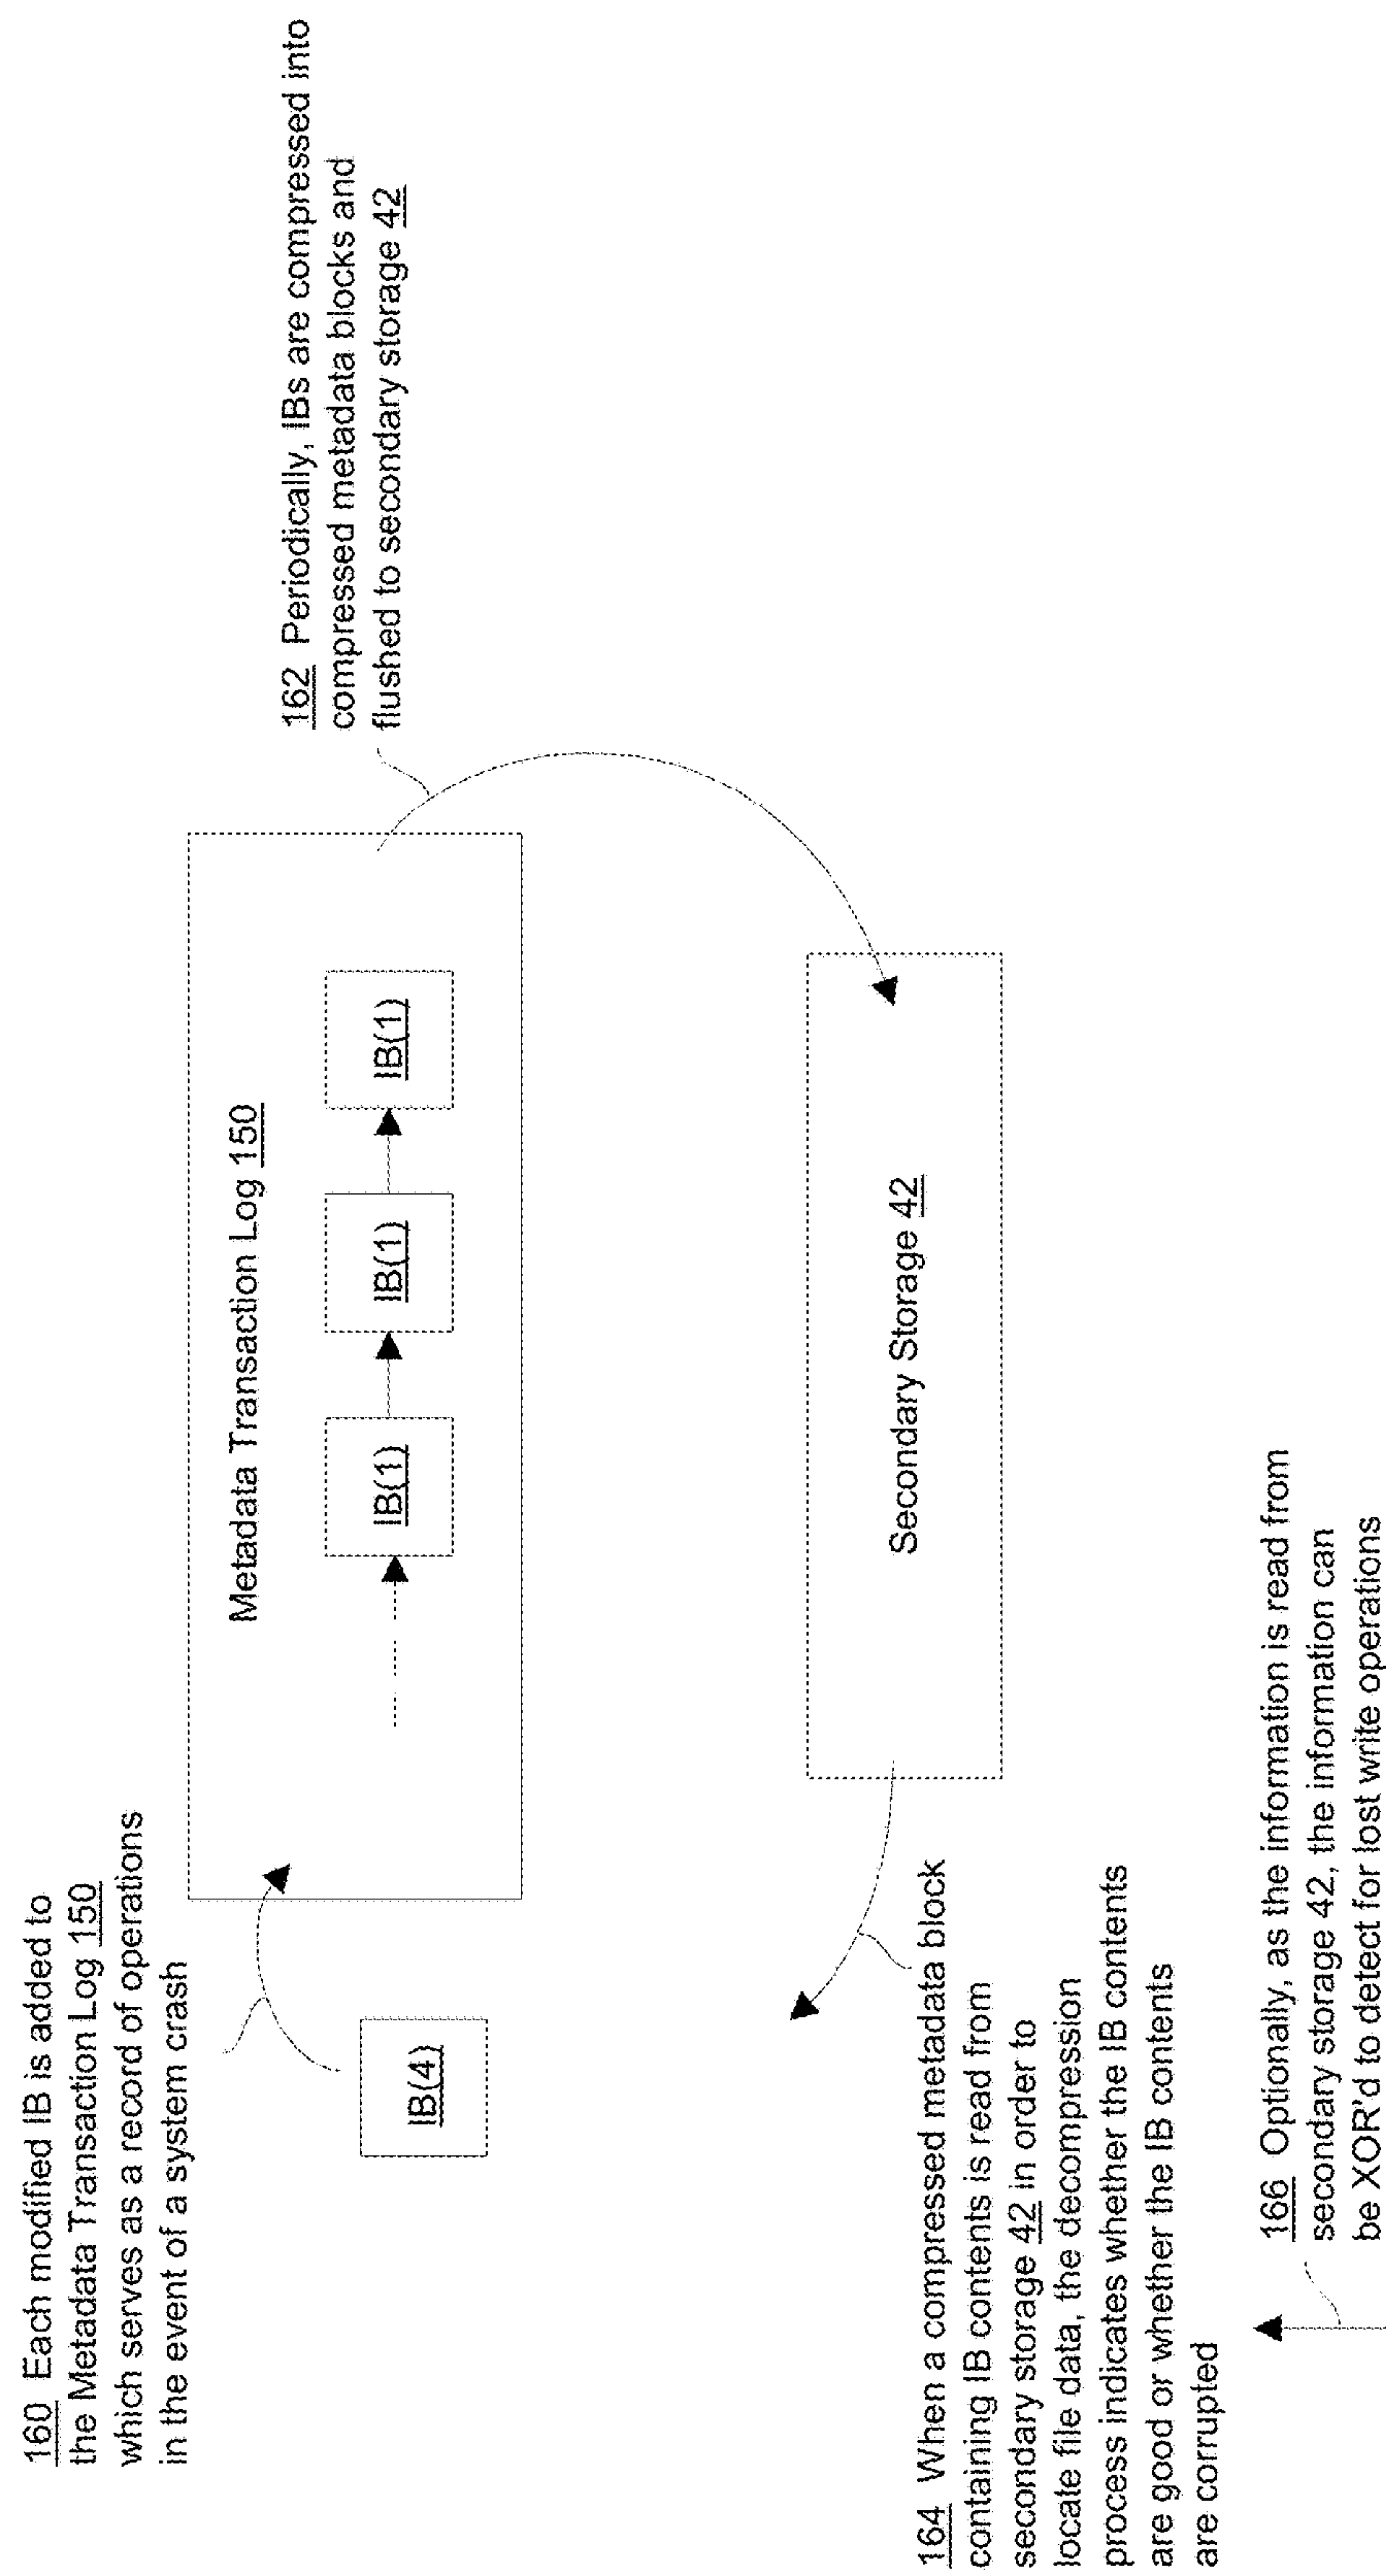 160 Each modified IB is added to
the Metadata Transaction Log 150
which serves as a record of operations
in the event of a system crash
IB(4)
Metadata Transaction Log 150
IB(1)
IB(1)
IB(1)
162 Periodically, IBs are compressed into
compressed metadata blocks and
flushed to secondary storage 42
Secondary Storage 42
164 When a compressed metadata block
containing IB contents is read from
secondary storage 42 in order to
locate file data, the decompression
process indicates whether the IB contents
are good or whether the IB contents
are corrupted
166 Optionally, as the information is read from
secondary storage 42, the information can
be XOR'd to detect for lost write operations